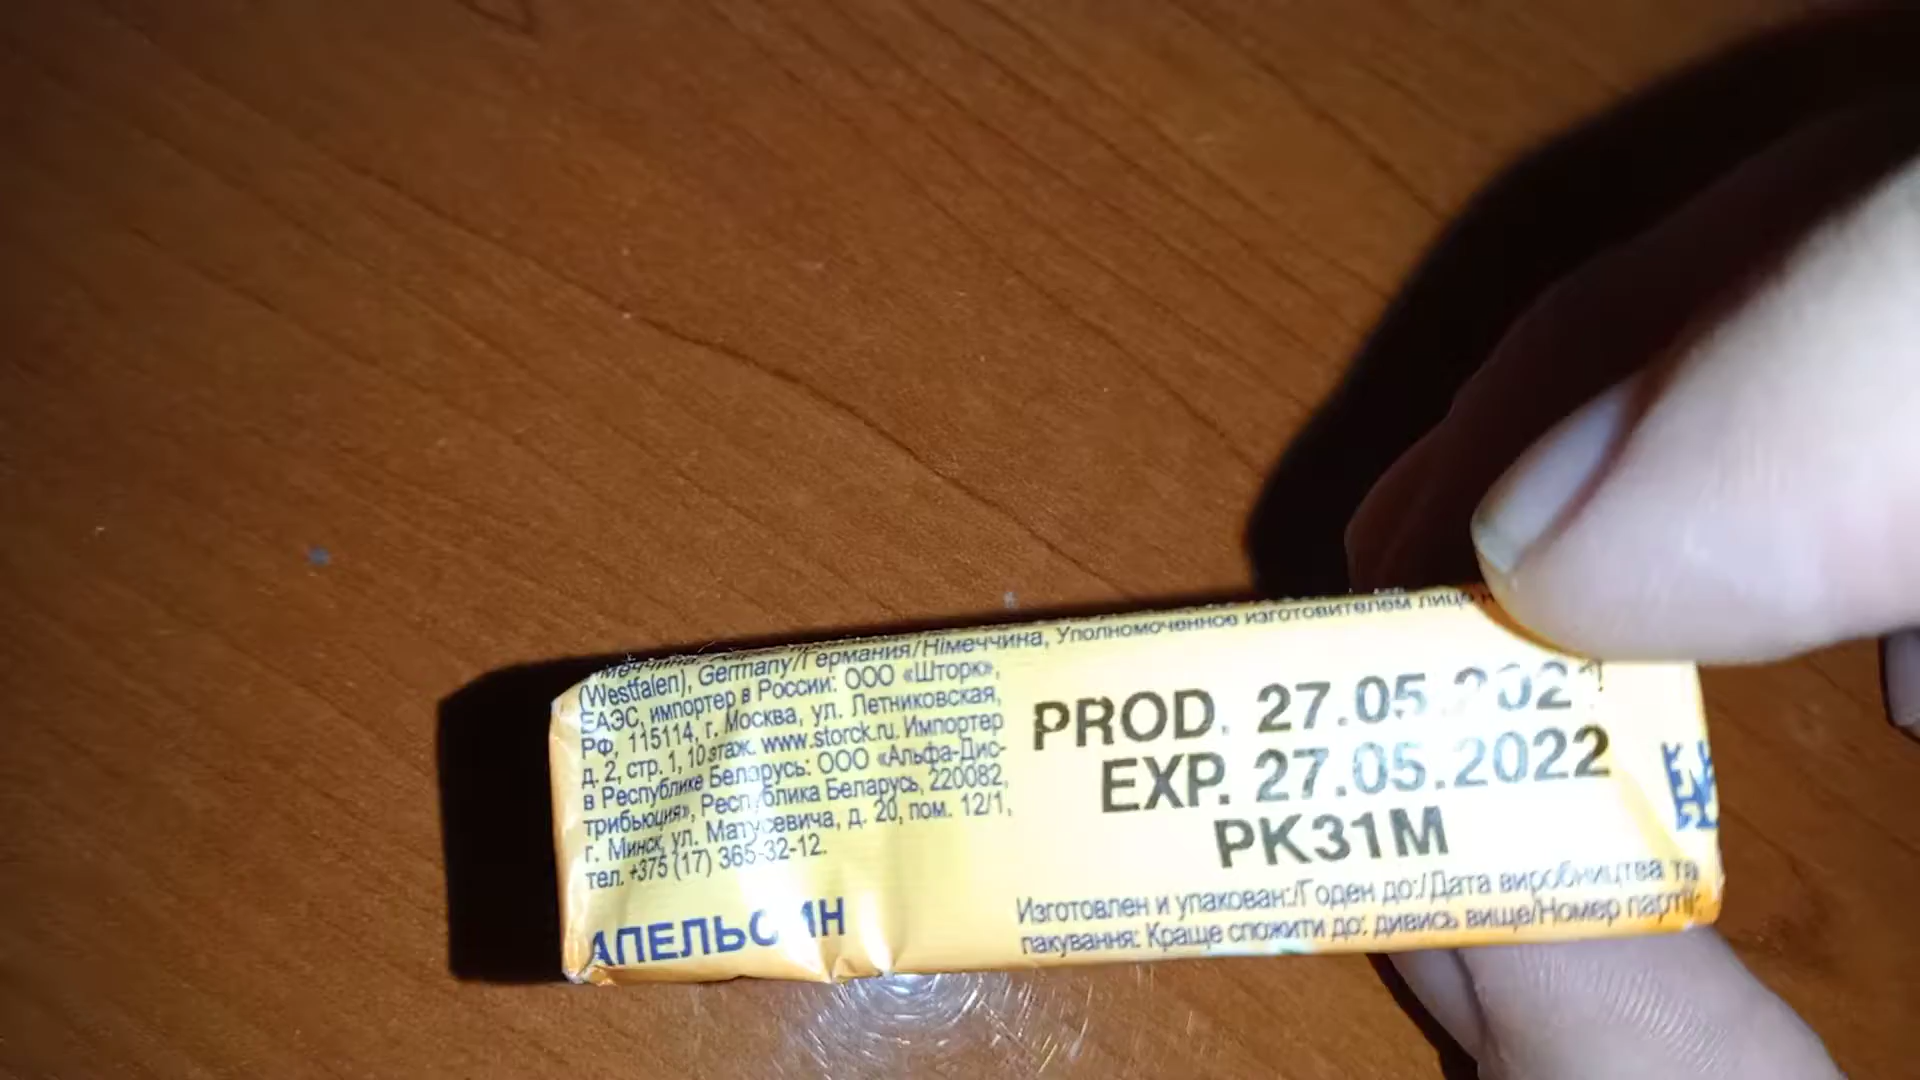 (Westfalen), Germany/Германия/Німеччина, Уполномоченное изготовителем лицо
ЕАЭС, импортер в России: ООО «Шторк»,
РФ, 115114, г. Москва, ул. Летниковская,
д. 2, стр. 1, 10 этаж. www.storck.ru. Импортер
в Республике Беларусь: ООО «Альфа-Дис-
трибьюция», Республика Беларусь, 220082,
г. Минск, ул. Матусевича, д. 20, пом. 12/1,
тел. +375 (17) 365-32-12.
АПЕЛЬСИН
PROD. 27.05.2021
EXP. 27.05.2022
PK31M
Изготовлен и упакован:/Годен до:/Дата виробництва та
пакування: Краще спожити до: дивись вище/Номер партії: